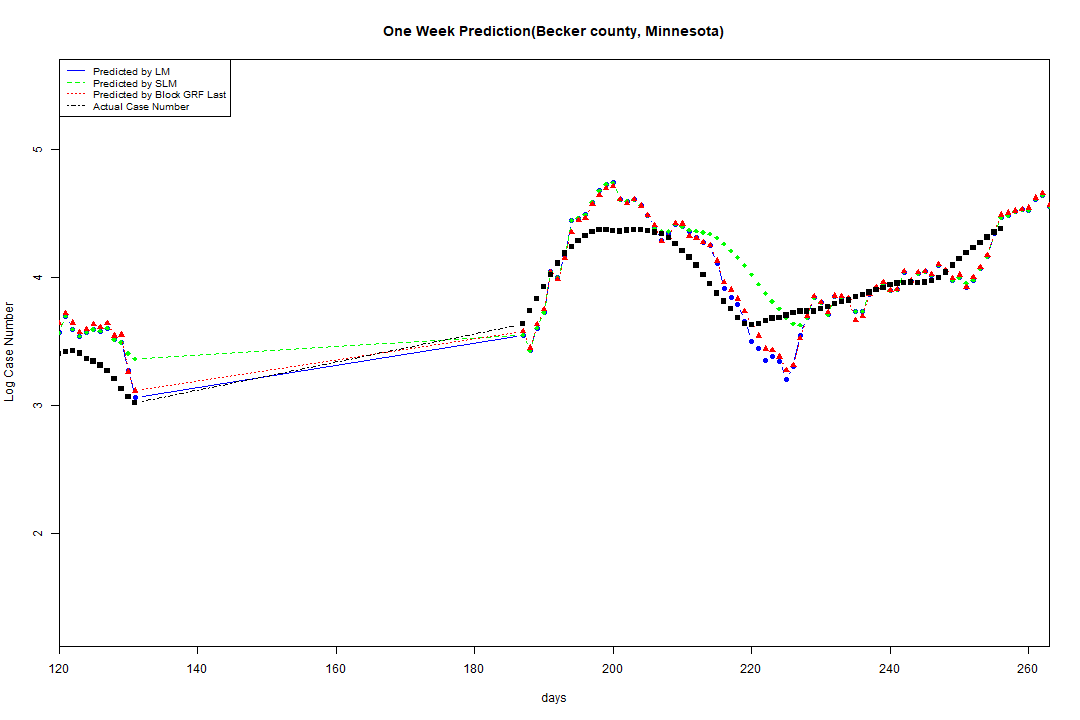 One Week Prediction(Becker county, Minnesota)
Predicted by LM
Predicted by SLM
Predicted by Block GRF Last
Actual Case Number
5
4
3
2
Log Case Number
120 140 160 180 200 220 240 260
days